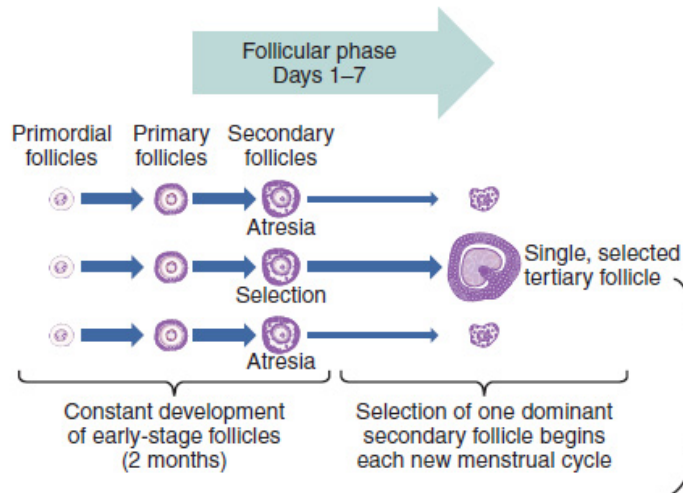 Follicular phase
Days 1–7
Primordial
follicles
Primary
follicles
Secondary
follicles
Atresia
Selection
Atresia
Single, selected
tertiary follicle
Constant development
of early-stage follicles
(2 months)
Selection of one dominant
secondary follicle begins
each new menstrual cycle